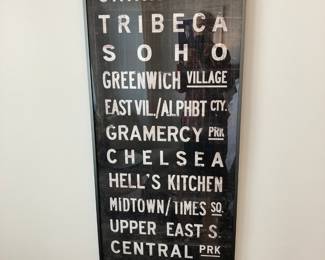 TRIBECA
SOHO
GREENWICH VILLAGE
EAST VIL./ALPHBT CTY.
GRAMERCY PRK
CHELSEA
HELL'S KITCHEN
MIDTOWN/TIMES SQ.
UPPER EAST S.
CENTRAL PRK